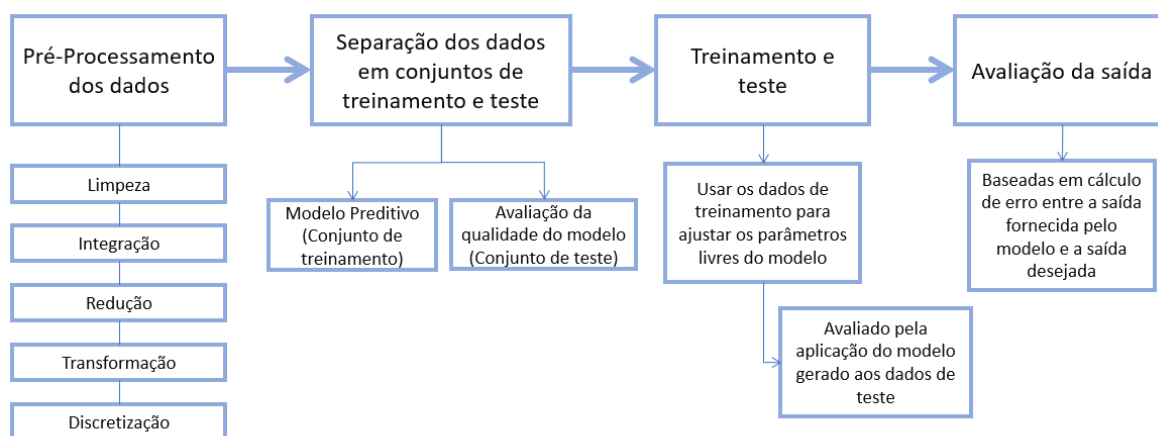 Pré-Processamento
dos dados
Separação dos dados
em conjuntos de
treinamento e teste
Treinamento e
teste
Avaliação da saída
Limpeza
Integração
Redução
Transformação
Discretização
Modelo Preditivo
(Conjunto de
treinamento)
Avaliação da
qualidade do modelo
(Conjunto de teste)
Usar os dados de
treinamento para
ajustar os parâmetros
livres do modelo
Avaliado pela
aplicação do modelo
gerado aos dados de
teste
Baseadas em cálculo
de erro entre a saída
fornecida pelo
modelo e a saída
desejada